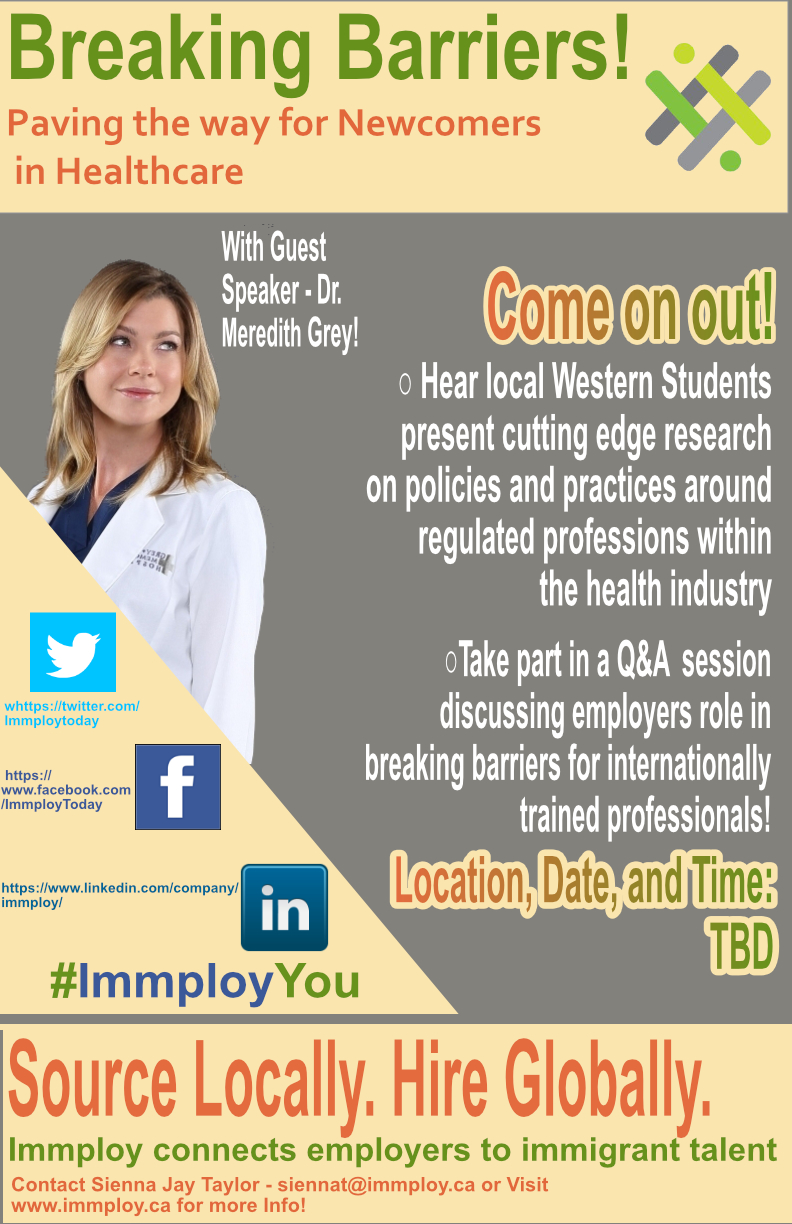 Breaking Barriers!
Paving the way for Newcomers
in Healthcare
With Guest
Speaker - Dr.
Meredith Grey!
Come on out!
○ Hear local Western Students
present cutting edge research
on policies and practices around
regulated professions within
the health industry
○Take part in a Q&A session
discussing employers role in
breaking barriers for internationally
trained professionals!
Location, Date, and Time:
TBD
whttps://twitter.com/
Immploytoday
https://
www.facebook.com
/ImmployToday
https://www.linkedin.com/company/
immploy/
#ImmployYou
Source Locally. Hire Globally.
Immploy connects employers to immigrant talent
Contact Sienna Jay Taylor - siennat@immploy.ca or Visit
www.immploy.ca for more Info!